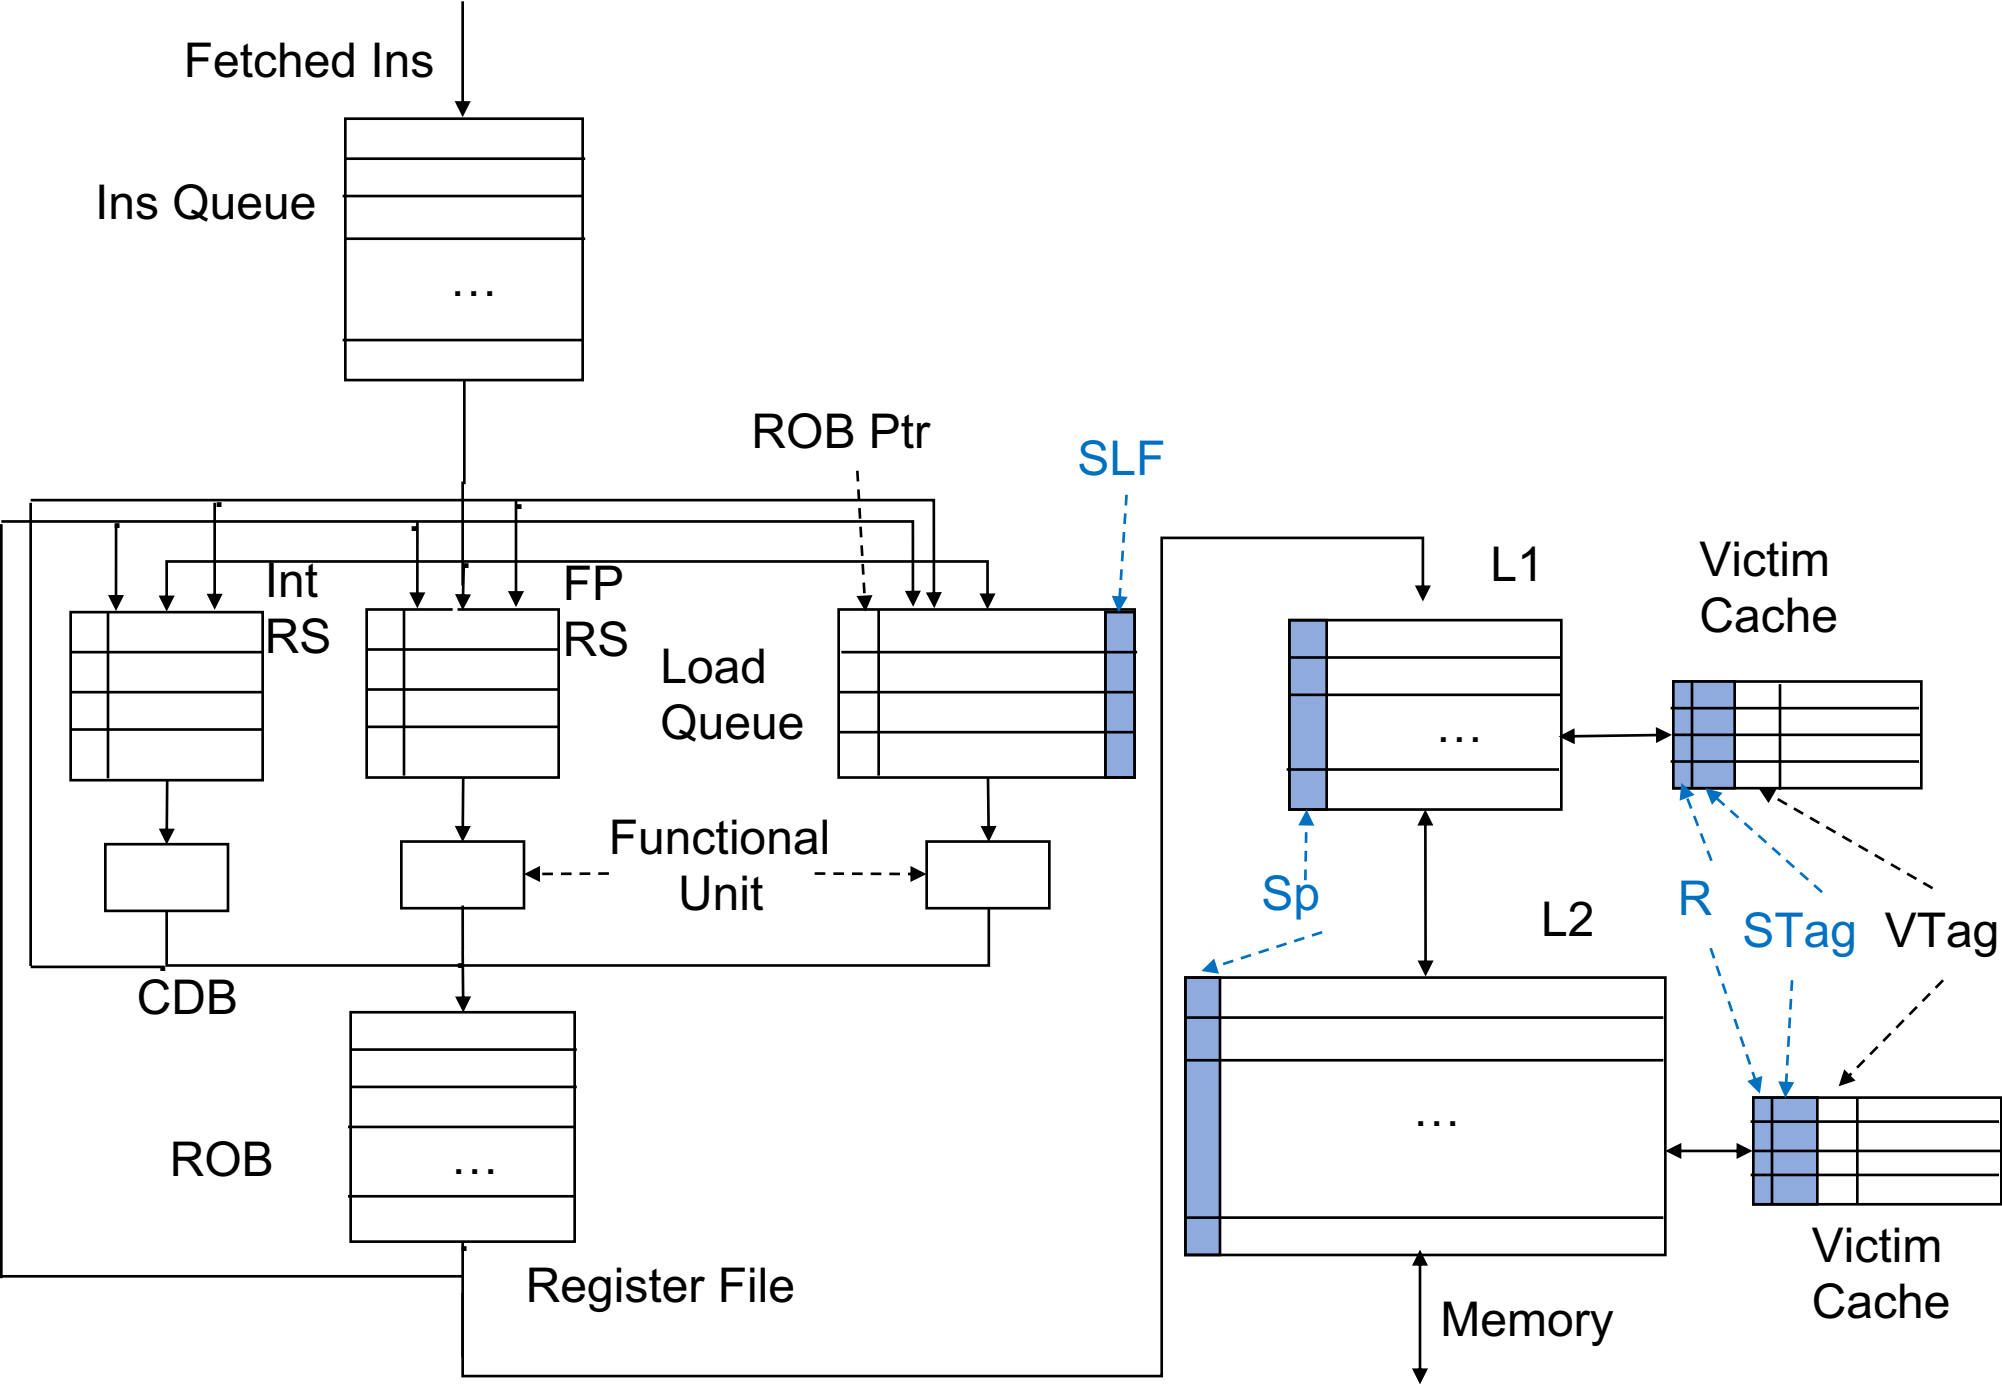 Fetched Ins
Ins Queue
...
ROB Ptr
SLF
Int
RS
FP
RS
Load
Queue
L1
Victim
Cache
...
Functional
Unit
Sp
R
STag
VTag
L2
CDB
ROB
...
...
Register File
Memory
Victim
Cache